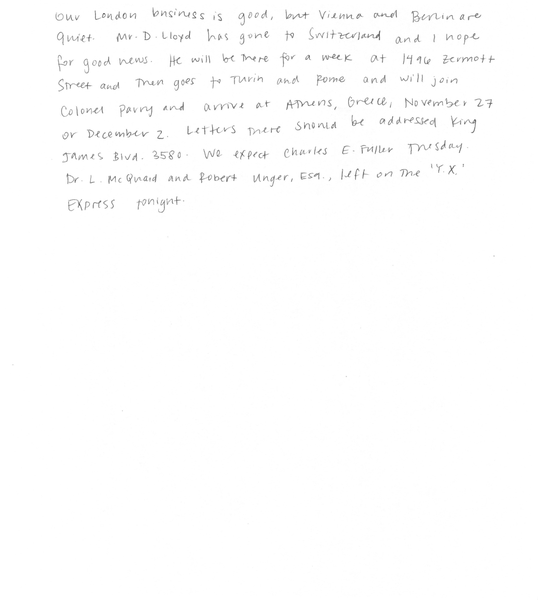 Our London business is good, but Vienna and Berlin are
quiet. Mr. D. Lloyd has gone to Switzerland and I hope
for good news. He will be there for a week at 1496 Zermott
Street and then goes to Turin and Rome and will join
Colonel Parry and arrive at Athens, Greece, November 27
or December 2. Letters there should be addressed King
James Blvd. 3580. We expect Charles E. Fuller Tuesday.
Dr. L. McQuaid and Robert Unger, Esq., left on the 'Y.X.'
Express tonight.